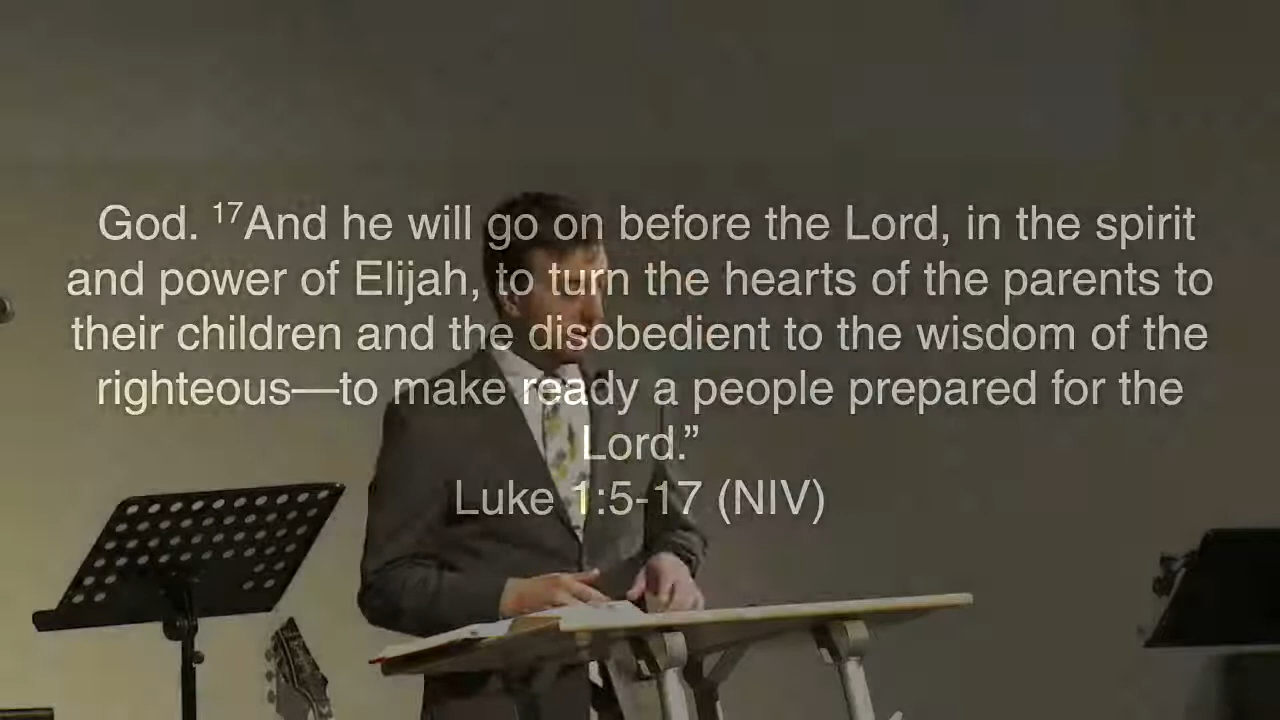 God. ¹⁷And he will go on before the Lord, in the spirit
and power of Elijah, to turn the hearts of the parents to
their children and the disobedient to the wisdom of the
righteous—to make ready a people prepared for the
Lord.”
Luke 1:5-17 (NIV)